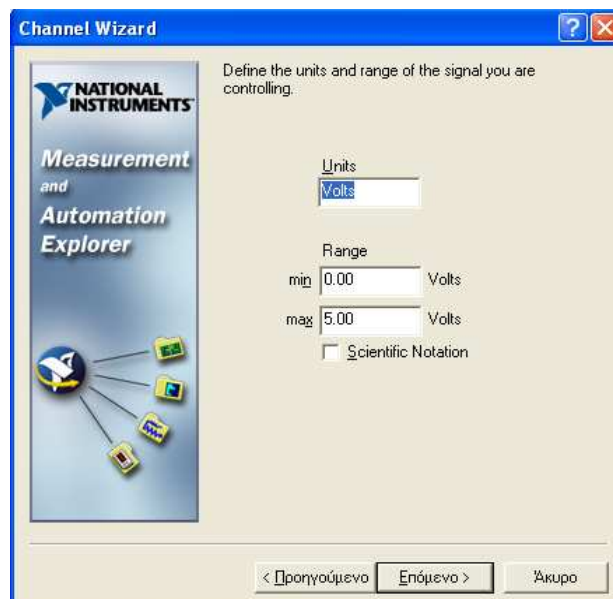 Channel Wizard
NATIONAL
INSTRUMENTS
Measurement
and
Automation
Explorer
Define the units and range of the signal you are
controlling.
Units
Volts
Range
min 0.00 Volts
max 5.00 Volts
Scientific Notation
< Προηγούμενο Επόμενο > Άκυρο